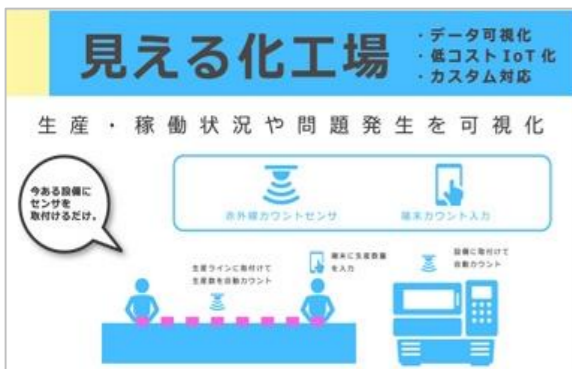 見える化工場
・データ可視化
・低コストIoT化
・カスタム対応
生産・稼働状況や問題発生を可視化
今ある設備に
センサを
取付けるだけ。
赤外線カウントセンサ
端末カウント入力
生産ラインに取付けて
生産数を自動カウント
端末に生産数量
を入力
設備に取付けて
自動カウント